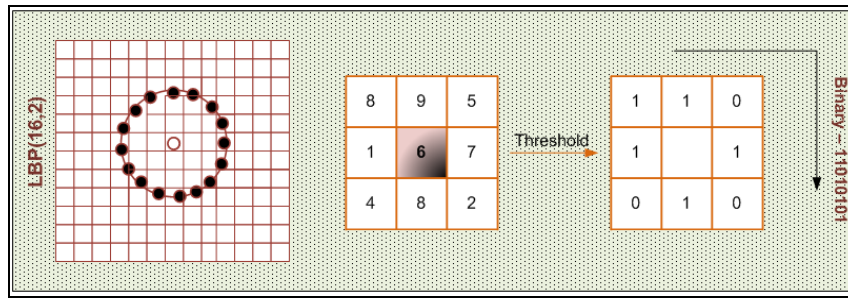 LBP(16,2)
8 9 5
1 6 7
4 8 2
Threshold
1 1 0
1 1
0 1 0
Binary – 11010101